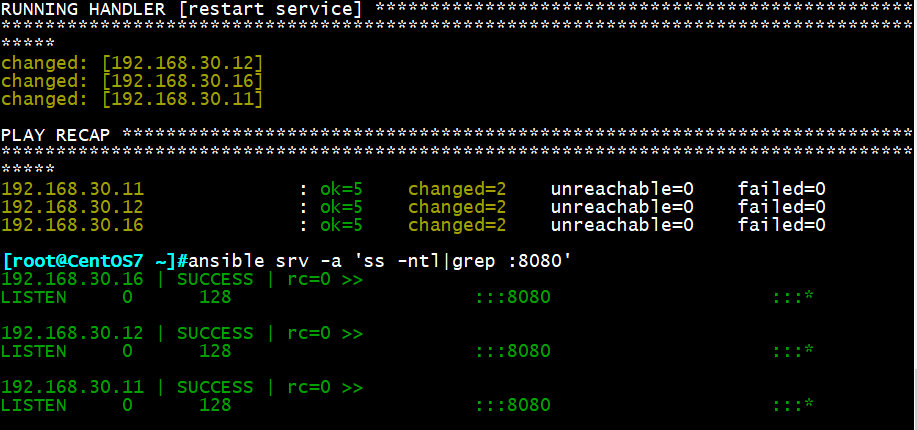 RUNNING HANDLER [restart service] **************************************************
************************************************************************************
*****
changed: [192.168.30.12]
changed: [192.168.30.16]
changed: [192.168.30.11]
PLAY RECAP *************************************************************************
************************************************************************************
*****
192.168.30.11 : ok=5 changed=2 unreachable=0 failed=0
192.168.30.12 : ok=5 changed=2 unreachable=0 failed=0
192.168.30.16 : ok=5 changed=2 unreachable=0 failed=0
[root@CentOS7 ~]#ansible srv -a 'ss -ntl|grep :8080'
192.168.30.16 | SUCCESS | rc=0 >>
LISTEN 0 128 :::8080 :::*
192.168.30.12 | SUCCESS | rc=0 >>
LISTEN 0 128 :::8080 :::*
192.168.30.11 | SUCCESS | rc=0 >>
LISTEN 0 128 :::8080 :::*